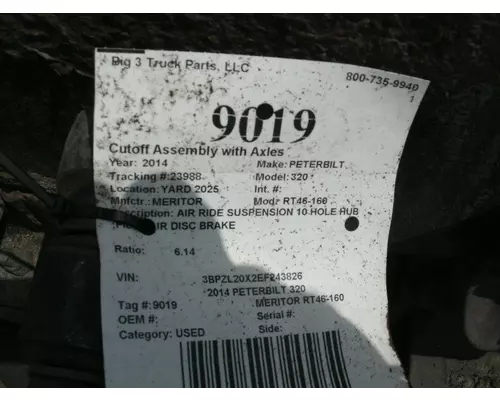 Big 3 Truck Parts, LLC
800-735-9940
1
9019
Cutoff Assembly with Axles
Year: 2014 Make: PETERBILT
Tracking #:23988 Model: 320
Location: YARD 2025 Int. #:
Mnfctr.: MERITOR Mod: RT46-160
Description: AIR RIDE SUSPENSION 10 HOLE HUB
AIR DISC BRAKE
Ratio: 6.14
VIN: 3BPZL20X2EF243826
2014 PETERBILT 320
Tag #:9019 MERITOR RT46-160
OEM #: Serial#:
Category: USED Side: